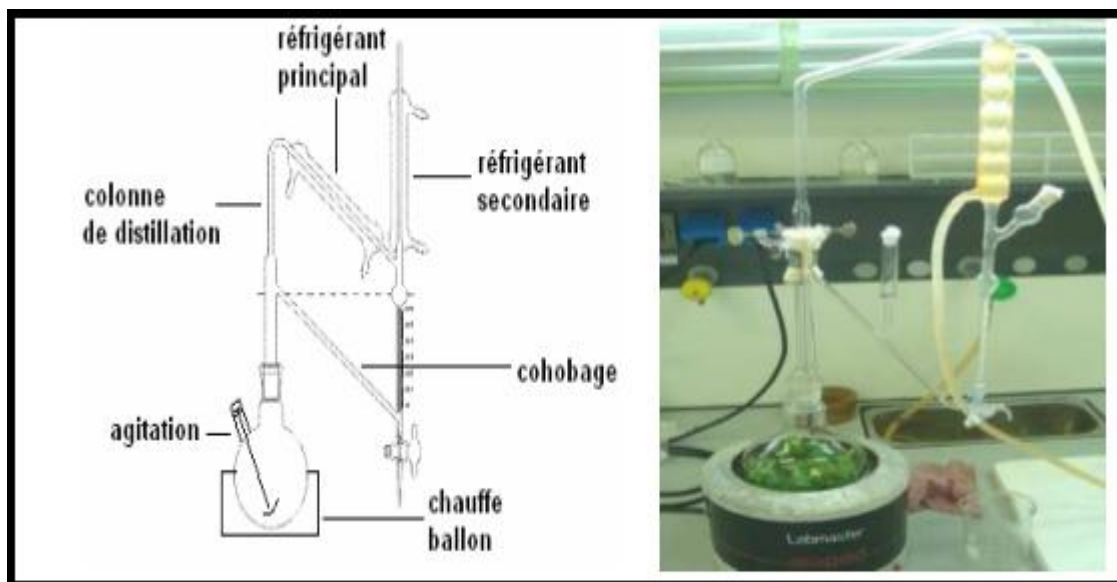 réfrigérant
principal
colonne
de distillation
réfrigérant
secondaire
cohobage
agitation
chauffe
ballon
Labmaster